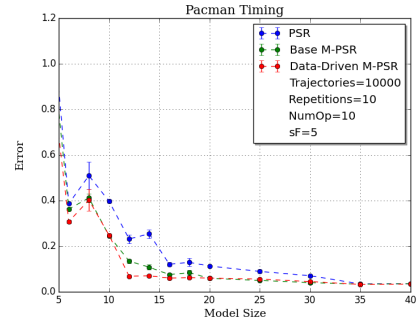 Pacman Timing
1.2
1.0
0.8
0.6
0.4
0.2
0.0
Error
PSR
Base M-PSR
Data-Driven M-PSR
Trajectories=10000
Repetitions=10
NumOp=10
sF=5
5 10 15 20 25 30 35 40
Model Size